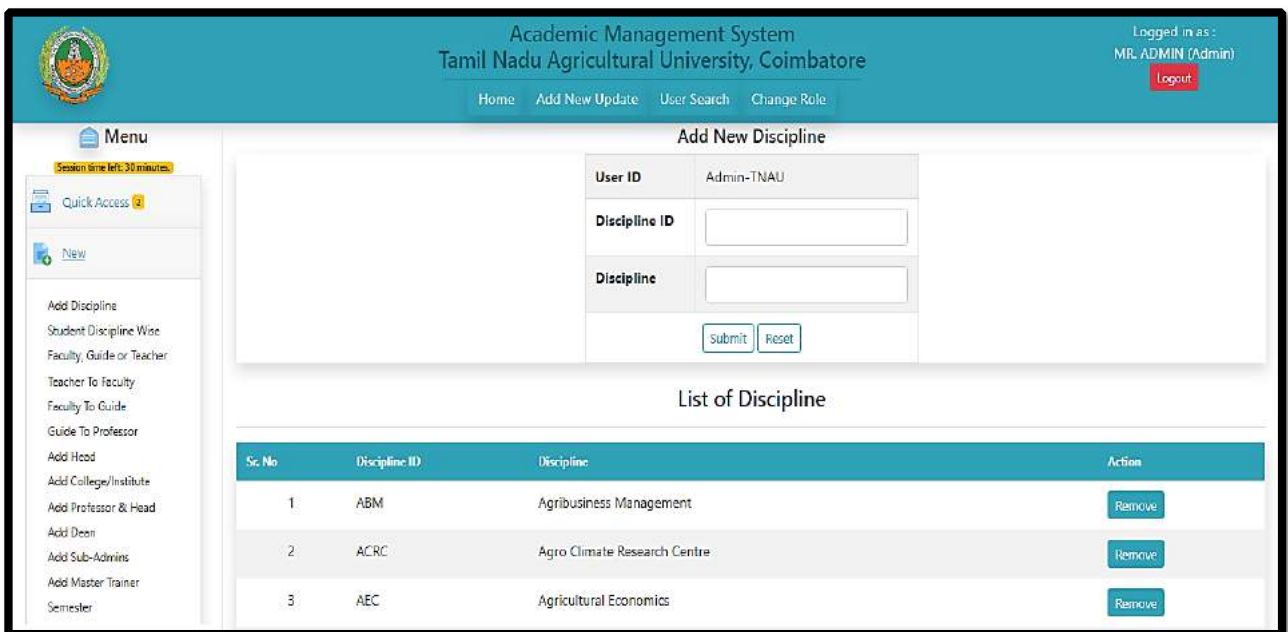 Academic Management System
Tamil Nadu Agricultural University, Coimbatore
Logged in as :
MR. ADMIN (Admin)
Logout
Home Add New Update User Search Change Role
Menu
Session time left: 30 minutes.
Quick Access 2
New
Add Discipline
Student Discipline Wise
Faculty, Guide or Teacher
Teacher To Faculty
Faculty To Guide
Guide To Professor
Add Head
Add College/Institute
Add Professor & Head
Add Deen
Add Sub-Admins
Add Master Trainer
Semester
Add New Discipline
User ID Admin-TNAU
Discipline ID
Discipline
Submit Reset
List of Discipline
Sr. No Discipline ID Discipline Action
1 ABM Agribusiness Management Remove
2 ACRC Agro Climate Research Centre Remove
3 AEC Agricultural Economics Remove